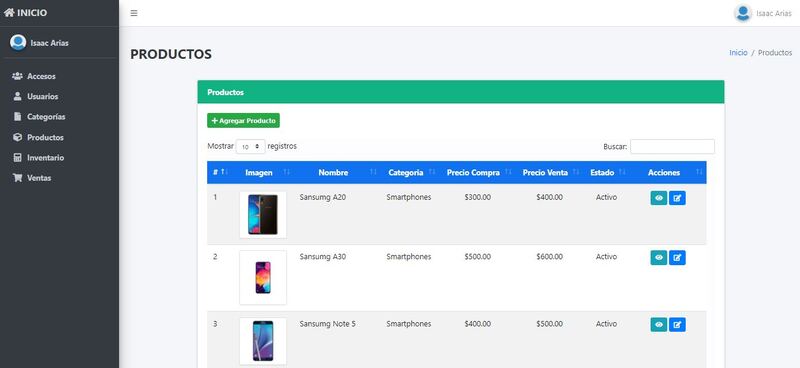 INICIO
Isaac Arias
Isaac Arias
Accesos
Usuarios
Categorías
Productos
Inventario
Ventas
PRODUCTOS
Inicio / Productos
Productos
Agregar Producto
Mostrar 10 registros
Buscar:
# Imagen Nombre Categoria Precio Compra Precio Venta Estado Acciones
1 Sansumg A20 Smartphones $300.00 $400.00 Activo
2 Sansumg A30 Smartphones $500.00 $600.00 Activo
3 Sansumg Note 5 Smartphones $400.00 $500.00 Activo